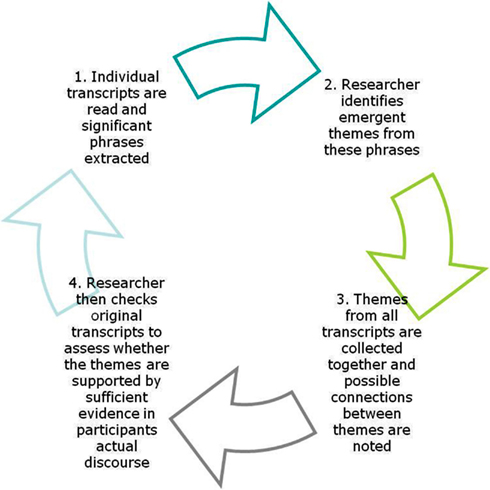 1. Individual
transcripts are
read and
significant
phrases
extracted
2. Researcher
identifies
emergent
themes from
these phrases
3. Themes
from all
transcripts are
collected
together and
possible
connections
between
themes are
noted
4. Researcher
then checks
original
transcripts to
assess whether
the themes are
supported by
sufficient
evidence in
participants
actual
discourse